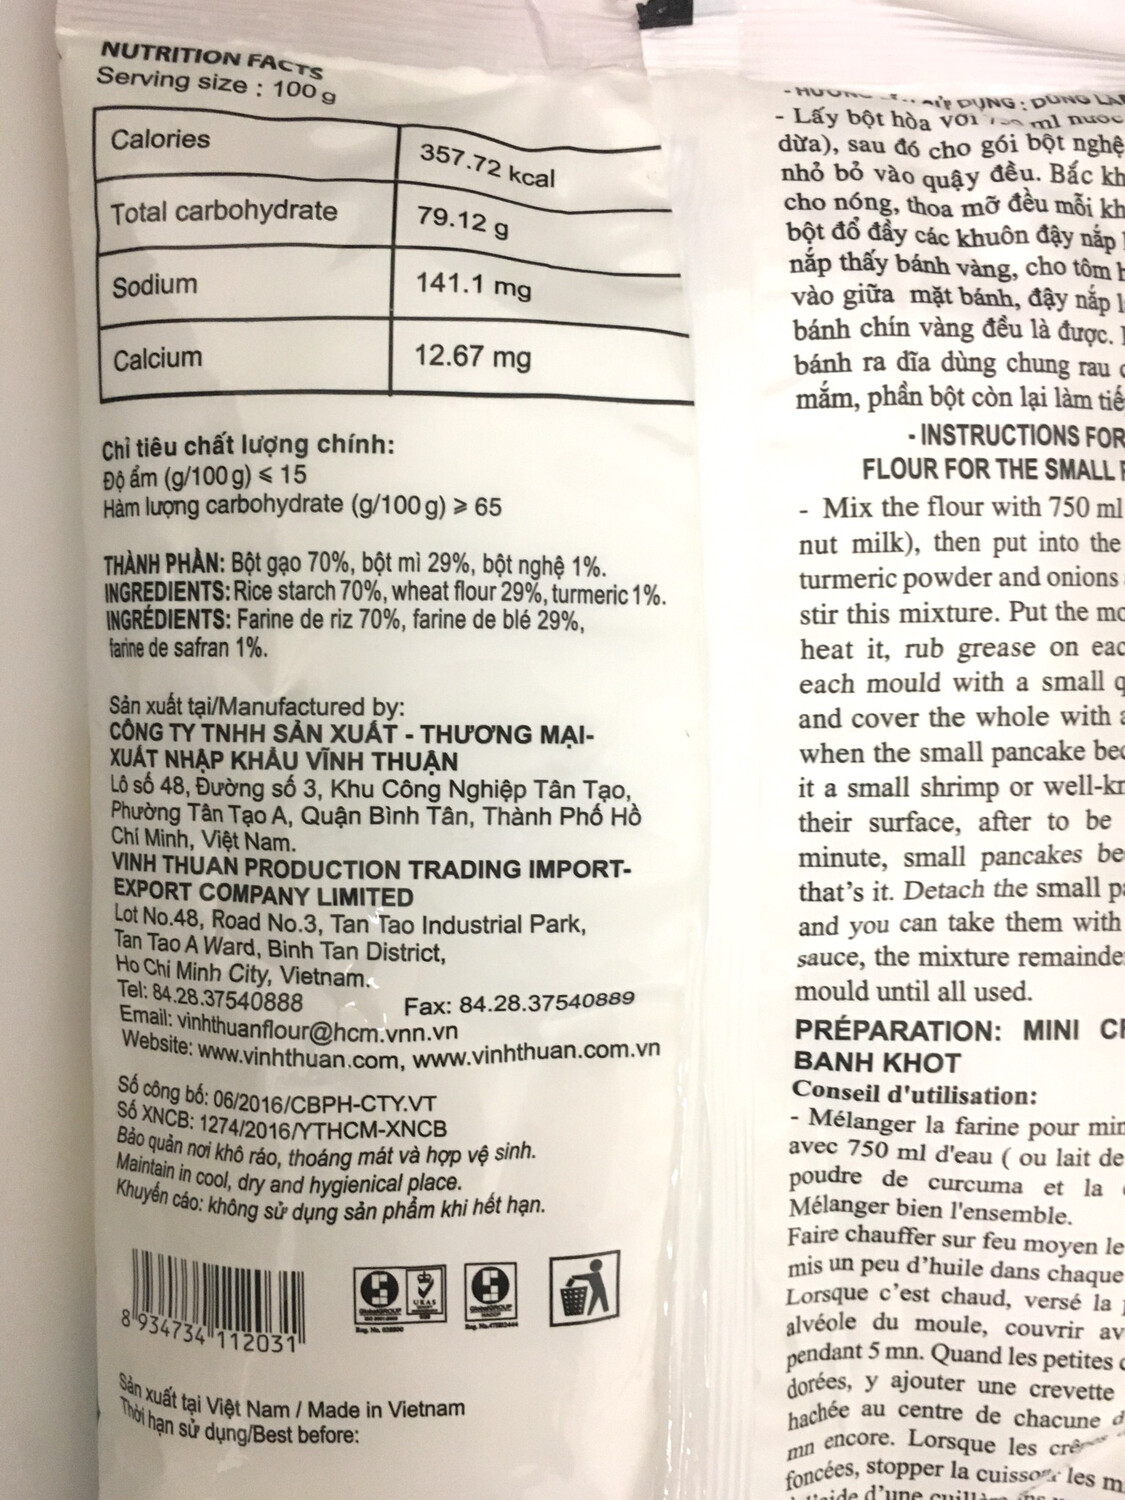 NUTRITION FACTS
Serving size : 100 g
Calories 357.72 kcal
Total carbohydrate 79.12 g
Sodium 141.1 mg
Calcium 12.67 mg
Chỉ tiêu chất lượng chính:
Độ ẩm (g/100 g) ⩽ 15
Hàm lượng carbohydrate (g/100 g) ⩾ 65
THÀNH PHẦN: Bột gạo 70%, bột mì 29%, bột nghệ 1%.
INGREDIENTS: Rice starch 70%, wheat flour 29%, turmeric 1%.
INGRÉDIENTS: Farine de riz 70%, farine de blé 29%,
farine de safran 1%.
Sản xuất tại/Manufactured by:
CÔNG TY TNHH SẢN XUẤT - THƯƠNG MẠI-
XUẤT NHẬP KHẨU VĨNH THUẬN
Lô số 48, Đường số 3, Khu Công Nghiệp Tân Tạo,
Phường Tân Tạo A, Quận Bình Tân, Thành Phố Hồ
Chí Minh, Việt Nam.
VINH THUAN PRODUCTION TRADING IMPORT-
EXPORT COMPANY LIMITED
Lot No.48, Road No.3, Tan Tao Industrial Park,
Tan Tao A Ward, Binh Tan District,
Ho Chi Minh City, Vietnam.
Tel: 84.28.37540888 Fax: 84.28.37540889
Email: vinhthuanflour@hcm.vnn.vn
Website: www.vinhthuan.com, www.vinhthuan.com.vn
Số công bố: 06/2016/CBPH-CTY.VT
Số XNCB: 1274/2016/YTHCM-XNCB
Bảo quản nơi khô ráo, thoáng mát và hợp vệ sinh.
Maintain in cool, dry and hygienical place.
Khuyến cáo: không sử dụng sản phẩm khi hết hạn.
8 934734 112031
GlobalGROUP
UKAS
GlobalGROUP
Sản xuất tại Việt Nam / Made in Vietnam
Thời hạn sử dụng/Best before:
DỤNG : DÙNG
- Lấy bột hòa với ml nước
dừa), sau đó cho gói bột nghệ
nhỏ bỏ vào quậy đều. Bắc kh
cho nóng, thoa mỡ đều mỗi kh
bột đổ đầy các khuôn đậy nắp
nắp thấy bánh vàng, cho tôm
vào giữa mặt bánh, đậy nắp
bánh chín vàng đều là được.
bánh ra dĩa dùng chung rau
mắm, phần bột còn lại làm tiế
- INSTRUCTIONS FOR
FLOUR FOR THE SMALL
- Mix the flour with 750 ml
nut milk), then put into the
turmeric powder and onions
stir this mixture. Put the mo
heat it, rub grease on eac
each mould with a small q
and cover the whole with a
when the small pancake bec
it a small shrimp or well-kn
their surface, after to be
minute, small pancakes be
that's it. Detach the small pa
and you can take them with
sauce, the mixture remainde
mould until all used.
PRÉPARATION: MINI
BANH KHOT
Conseil d'utilisation:
- Mélanger la farine pour min
avec 750 ml d'eau ( ou lait de
poudre de curcuma et la
Mélanger bien l'ensemble.
Faire chauffer sur feu moyen le
mis un peu d'huile dans chaque
Lorsque c'est chaud, versé la
alvéole du moule, couvrir av
pendant 5 mn. Quand les petites
dorées, y ajouter une crevette
hachée au centre de chacune
mn encore. Lorsque les
foncées, stopper la cuisson les
d'une